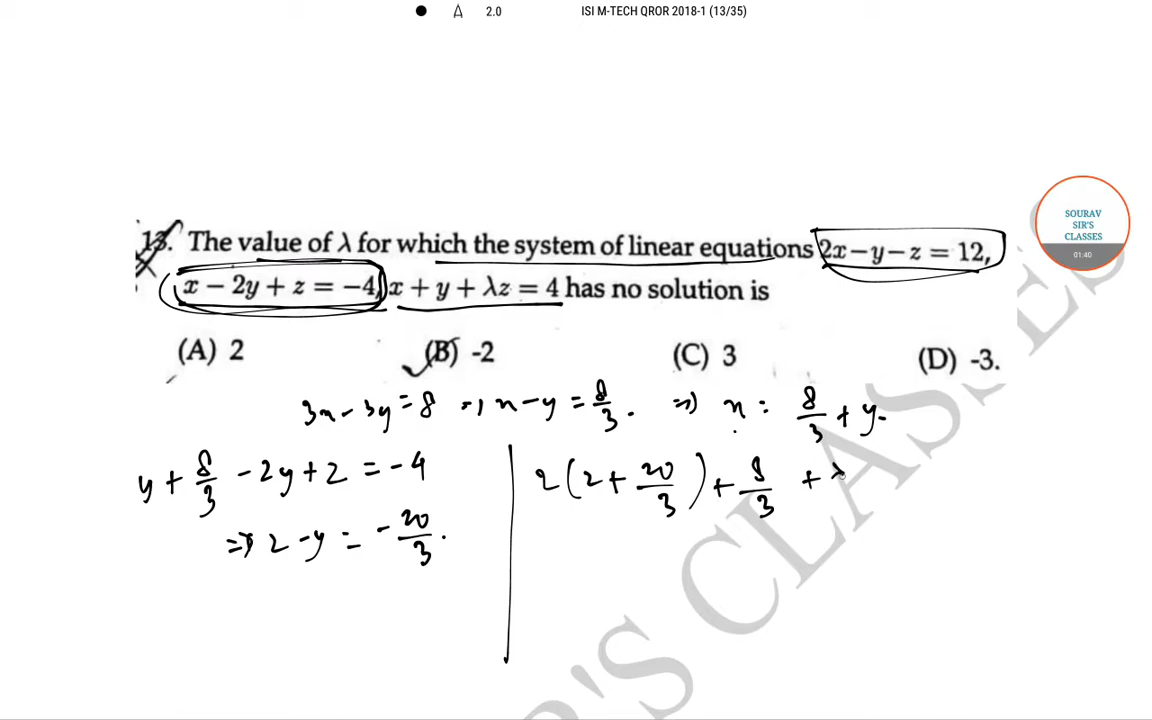 2.0 ISI M-TECH QROR 2018-1 (13/35)
SOURAV
SIR'S
CLASSES
01:40
13. The value of λ for which the system of linear equations 2x − y − z = 12,
x − 2y + z = −4, x + y + λz = 4 has no solution is
(A) 2 (B) -2 (C) 3 (D) -3.
3x − 3y = 8 ⇒ x − y = 8/3. ⇒ x = 8/3 + y
y + 8/3 − 2y + z = −4
⇒ z − y = −20/3.
2(z + 20/3) + 8/3 + λ
SIR'S CLASSES